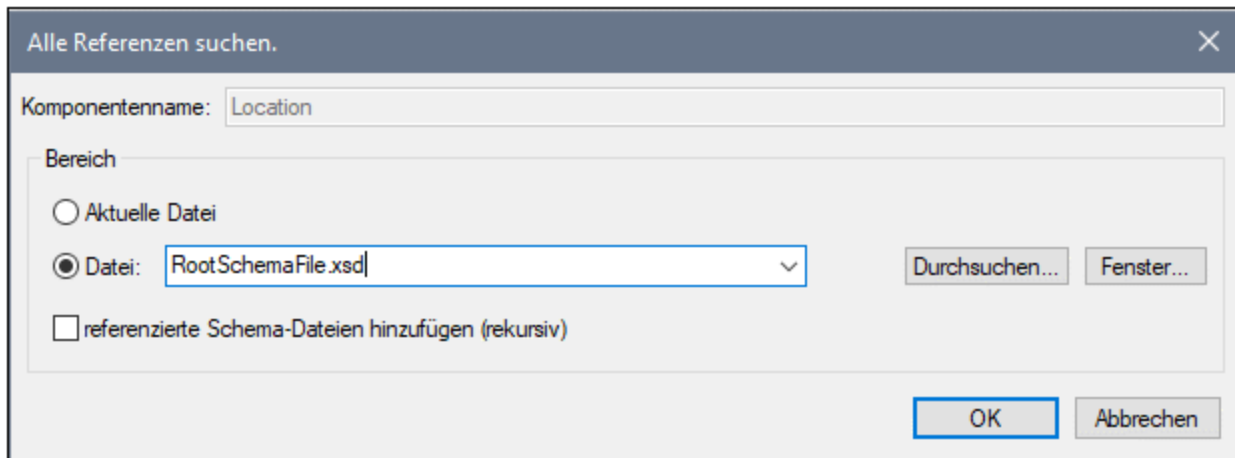 Alle Referenzen suchen.
Komponentenname: Location
Bereich
Aktuelle Datei
Datei: RootSchemaFile.xsd Durchsuchen... Fenster...
referenzierte Schema-Dateien hinzufügen (rekursiv)
OK Abbrechen